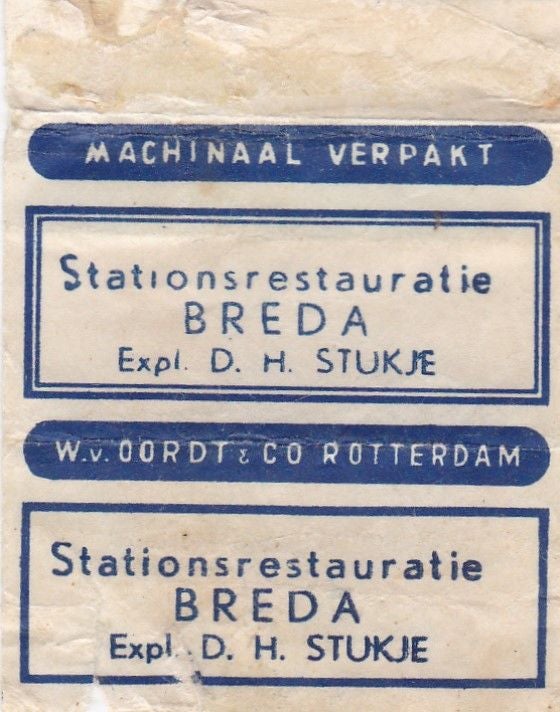 MACHINAAL VERPAKT
Stationsrestauratie
BREDA
Expl. D. H. STUKJE
W.v. OORDT & CO ROTTERDAM
Stationsrestauratie
BREDA
Expl. D. H. STUKJE